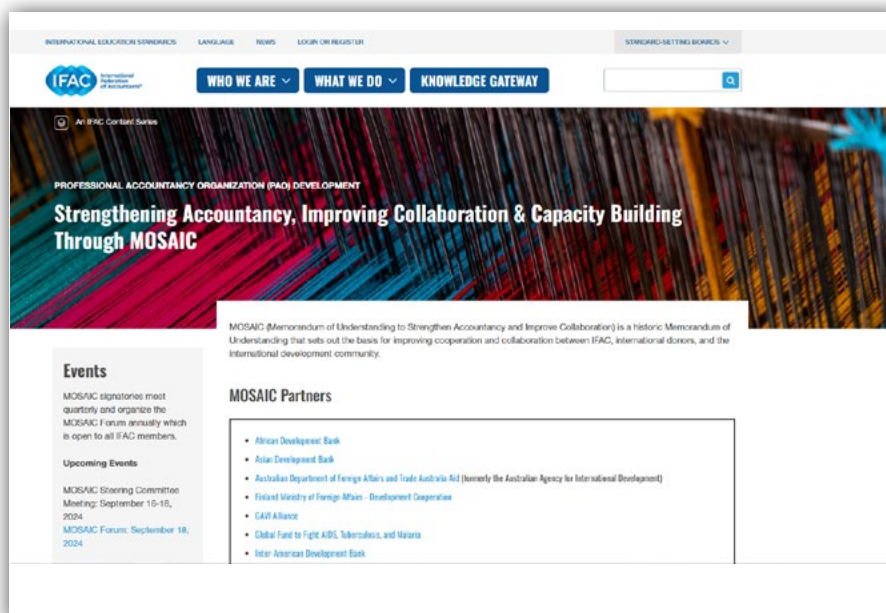 INTERNATIONAL EDUCATION STANDARDS LANGUAGE NEWS LOGIN OR REGISTER STANDARD-SETTING BOARDS
IFAC International Federation of Accountants®
WHO WE ARE WHAT WE DO KNOWLEDGE GATEWAY
An IFAC Content Series
PROFESSIONAL ACCOUNTANCY ORGANIZATION (PAO) DEVELOPMENT
Strengthening Accountancy, Improving Collaboration & Capacity Building
Through MOSAIC
MOSAIC (Memorandum of Understanding to Strengthen Accountancy and Improve Collaboration) is a historic Memorandum of
Understanding that sets out the basis for improving cooperation and collaboration between IFAC, international donors, and the
international development community.
Events
MOSAIC signatories meet
quarterly and organize the
MOSAIC Forum annually which
is open to all IFAC members.
Upcoming Events
MOSAIC Steering Committee
Meeting: September 16-18,
2024
MOSAIC Forum: September 18,
2024
MOSAIC Partners
• African Development Bank
• Asian Development Bank
• Australian Department of Foreign Affairs and Trade Australia Aid (formerly the Australian Agency for International Development)
• Finland Ministry of Foreign Affairs - Development Cooperation
• GAVI Alliance
• Global Fund to Fight AIDS, Tuberculosis, and Malaria
• Inter-American Development Bank